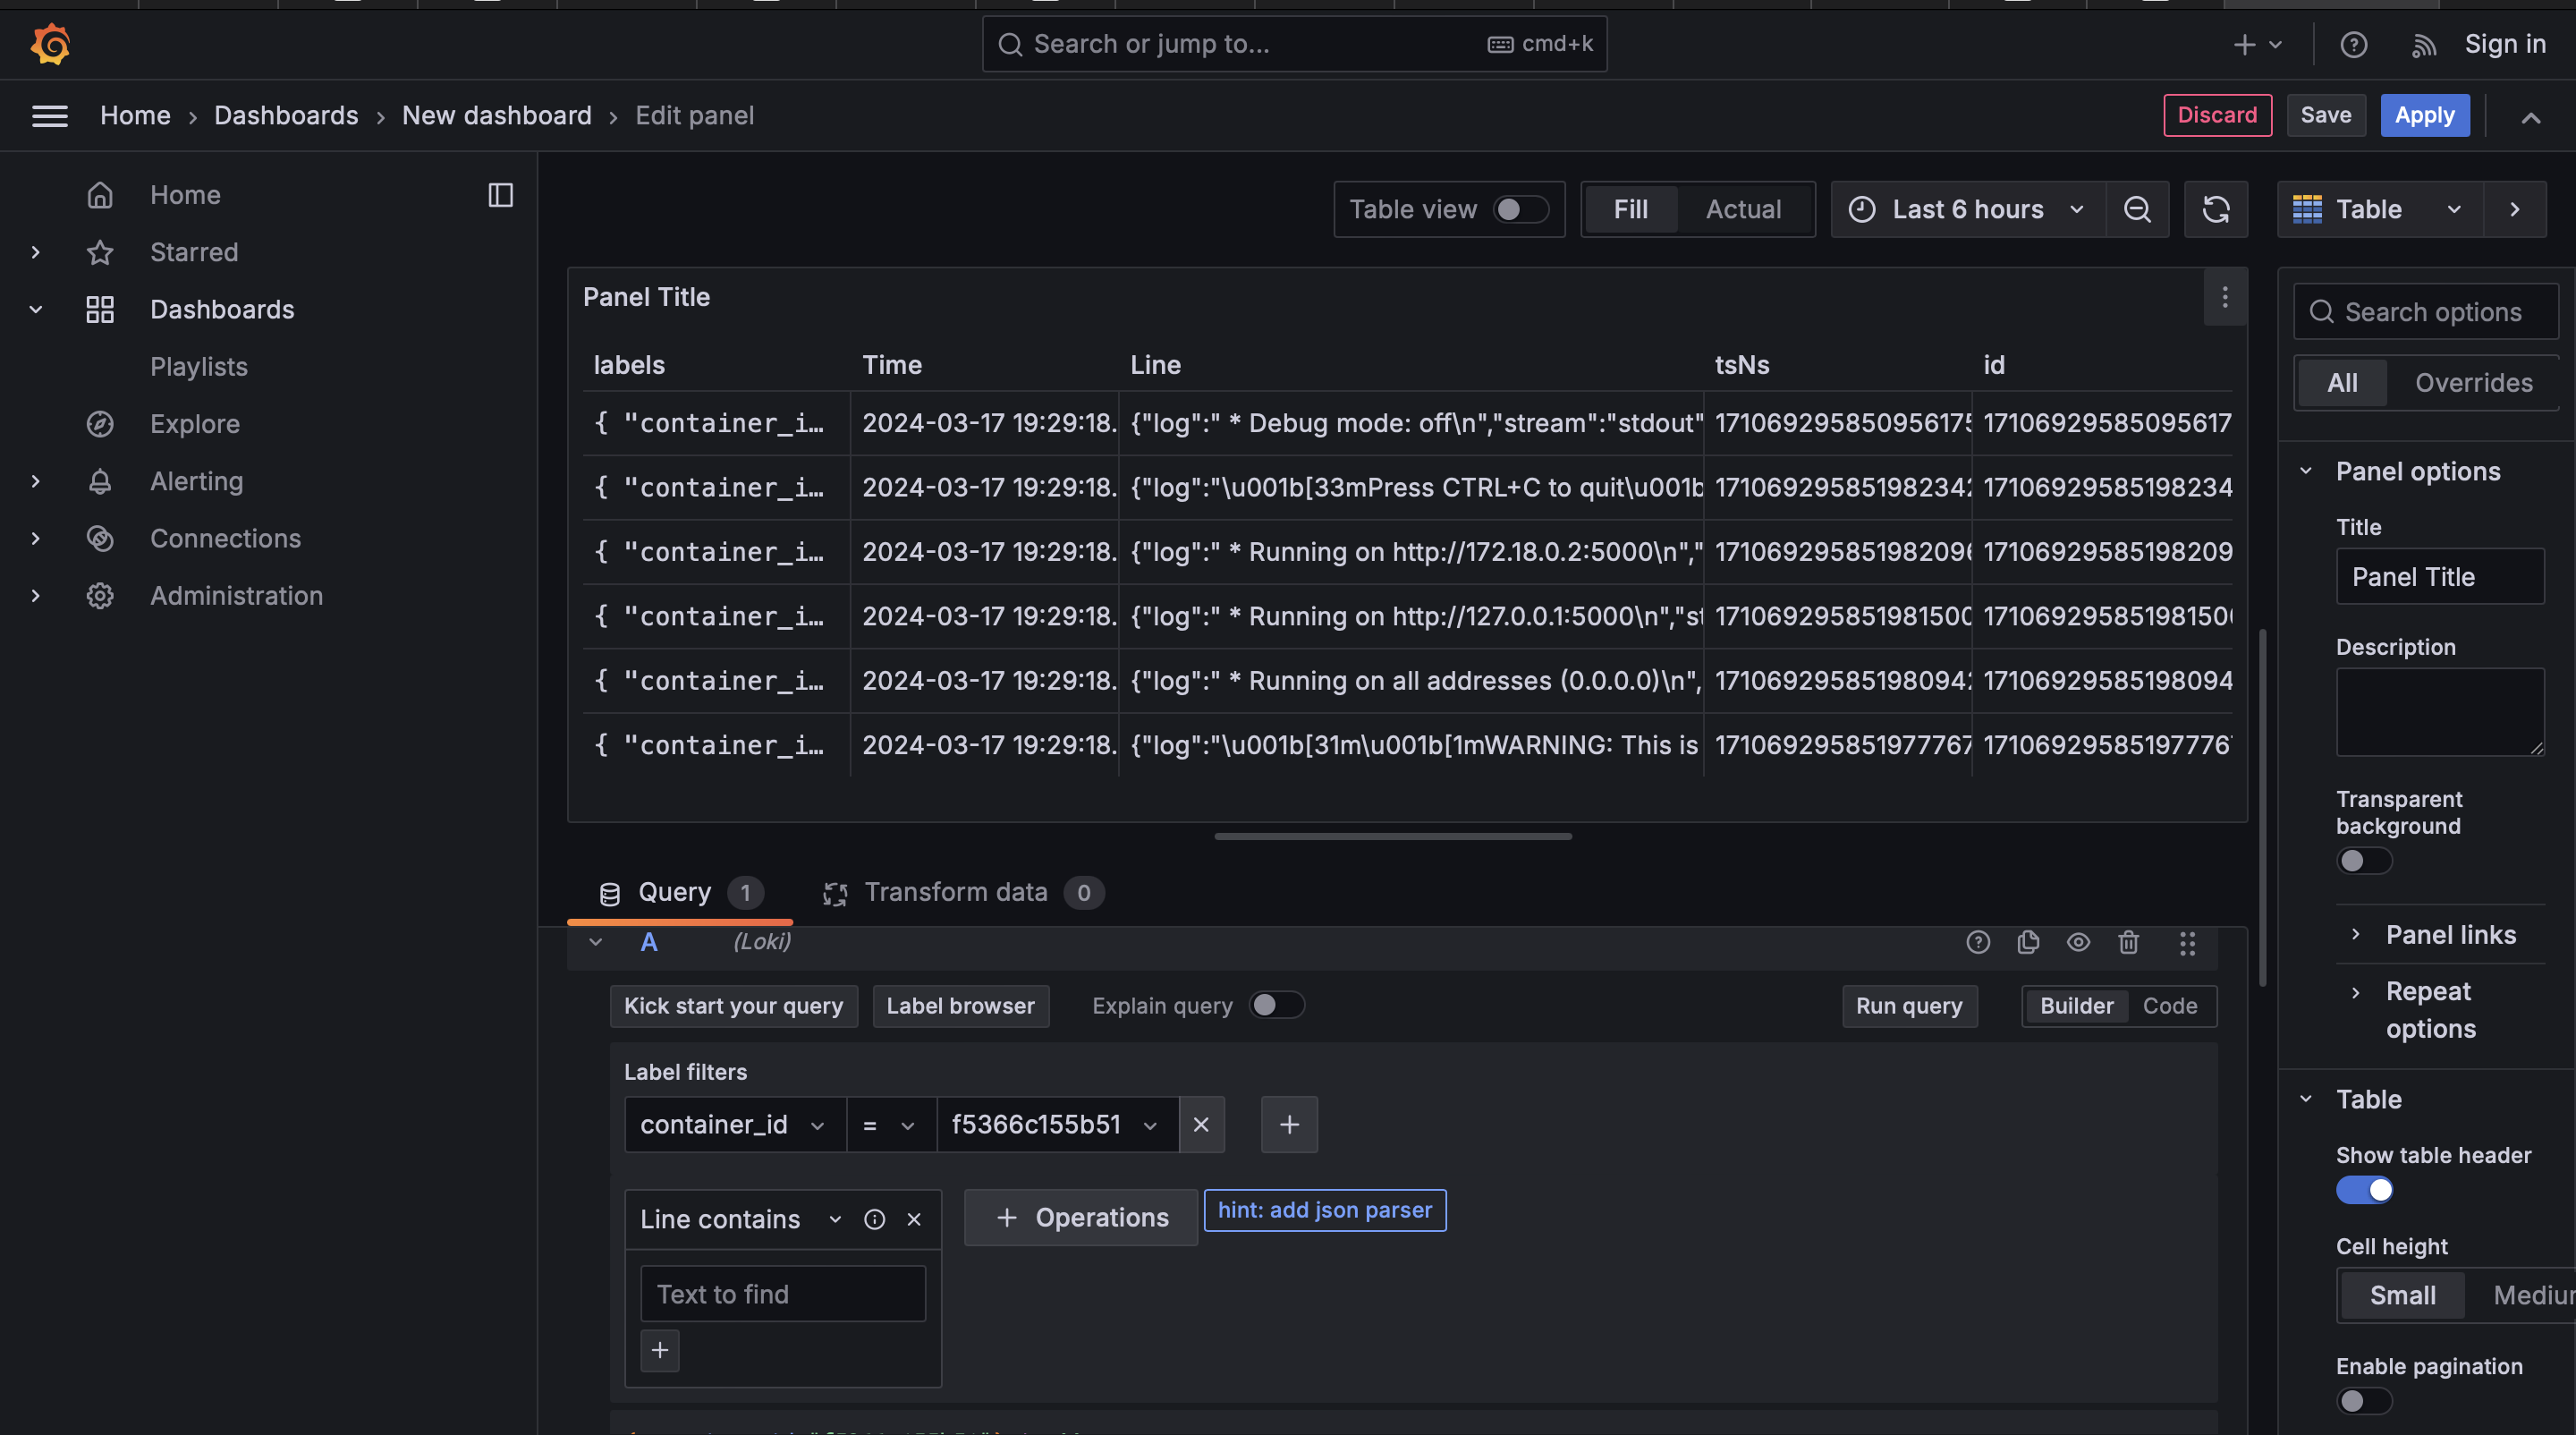 Search or jump to... cmd+k
Sign in
Home › Dashboards › New dashboard › Edit panel
Discard Save Apply
Home
Starred
Dashboards
Playlists
Explore
Alerting
Connections
Administration
Table view Fill Actual Last 6 hours Table
Panel Title
labels Time Line tsNs id
{ "container_i… 2024-03-17 19:29:18. {"log":" * Debug mode: off\n","stream":"stdout" 171069295850956175 17106929585095617
{ "container_i… 2024-03-17 19:29:18. {"log":"\u001b[33mPress CTRL+C to quit\u001b 171069295851982342 17106929585198234
{ "container_i… 2024-03-17 19:29:18. {"log":" * Running on http://172.18.0.2:5000\n"," 171069295851982096 17106929585198209
{ "container_i… 2024-03-17 19:29:18. {"log":" * Running on http://127.0.0.1:5000\n","st 171069295851981500 171069295851981500
{ "container_i… 2024-03-17 19:29:18. {"log":" * Running on all addresses (0.0.0.0)\n", 171069295851980942 17106929585198094
{ "container_i… 2024-03-17 19:29:18. {"log":"\u001b[31m\u001b[1mWARNING: This is 171069295851977767 17106929585197776
Query 1 Transform data 0
A (Loki)
Kick start your query Label browser Explain query Run query Builder Code
Label filters
container_id = f5366c155b51
Line contains
Operations
hint: add json parser
Text to find
Search options
All Overrides
Panel options
Title
Panel Title
Description
Transparent
background
Panel links
Repeat
options
Table
Show table header
Cell height
Small
Enable pagination